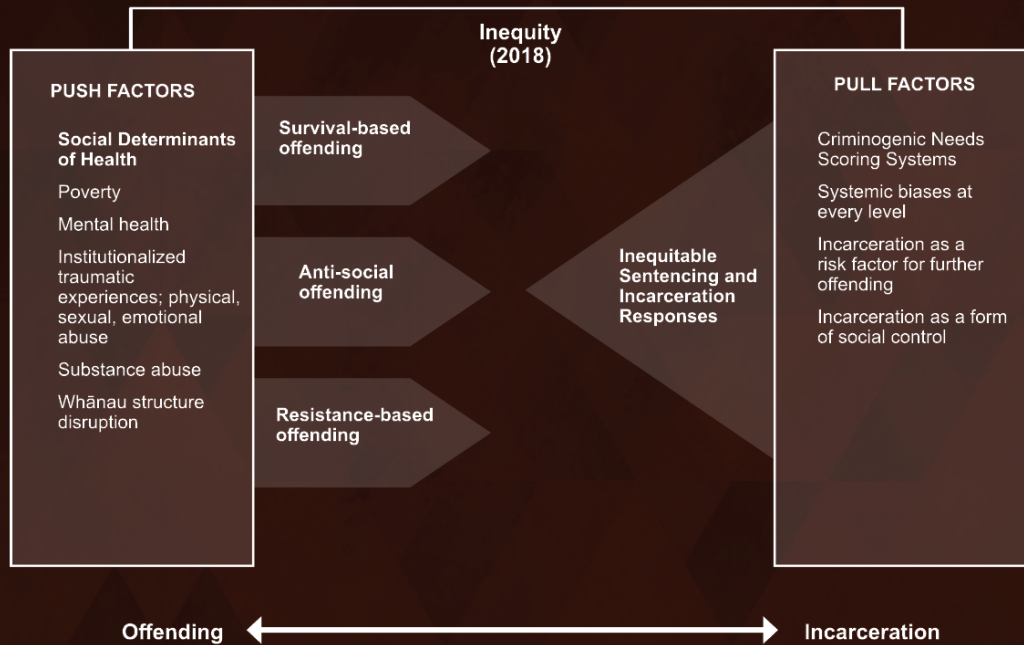 Inequity
(2018)
PUSH FACTORS
Social Determinants
of Health
Poverty
Mental health
Institutionalized
traumatic
experiences; physical,
sexual, emotional
abuse
Substance abuse
Whānau structure
disruption
Survival-based
offending
Anti-social
offending
Resistance-based
offending
Inequitable
Sentencing and
Incarceration
Responses
PULL FACTORS
Criminogenic Needs
Scoring Systems
Systemic biases at
every level
Incarceration as a
risk factor for further
offending
Incarceration as a form
of social control
Offending
Incarceration